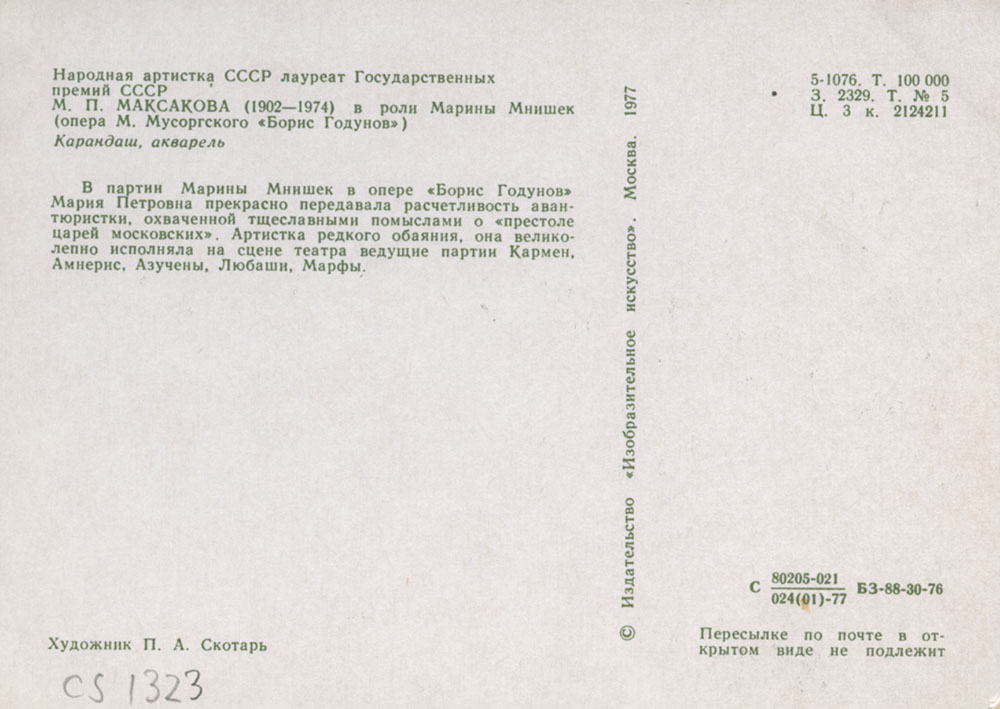 Народная артистка СССР лауреат Государственных
премий СССР
М. П. МАКСАКОВА (1902—1974) в роли Марины Мнишек
(опера М. Мусоргского «Борис Годунов»)
Карандаш, акварель
В партии Марины Мнишек в опере «Борис Годунов»
Мария Петровна прекрасно передавала расчетливость аван-
тюристки, охваченной тщеславными помыслами о «престоле
царей московских». Артистка редкого обаяния, она велико-
лепно исполняла на сцене театра ведущие партии Кармен,
Амнерис, Азучены, Любаши, Марфы.
Художник П. А. Скотарь
CS 1323
© Издательство «Изобразительное искусство». Москва. 1977
5-1076. Т. 100 000
З. 2329. Т. № 5
Ц. 3 к. 2124211
С 80205-021 БЗ-88-30-76
024(01)-77
Пересылке по почте в от-
крытом виде не подлежит